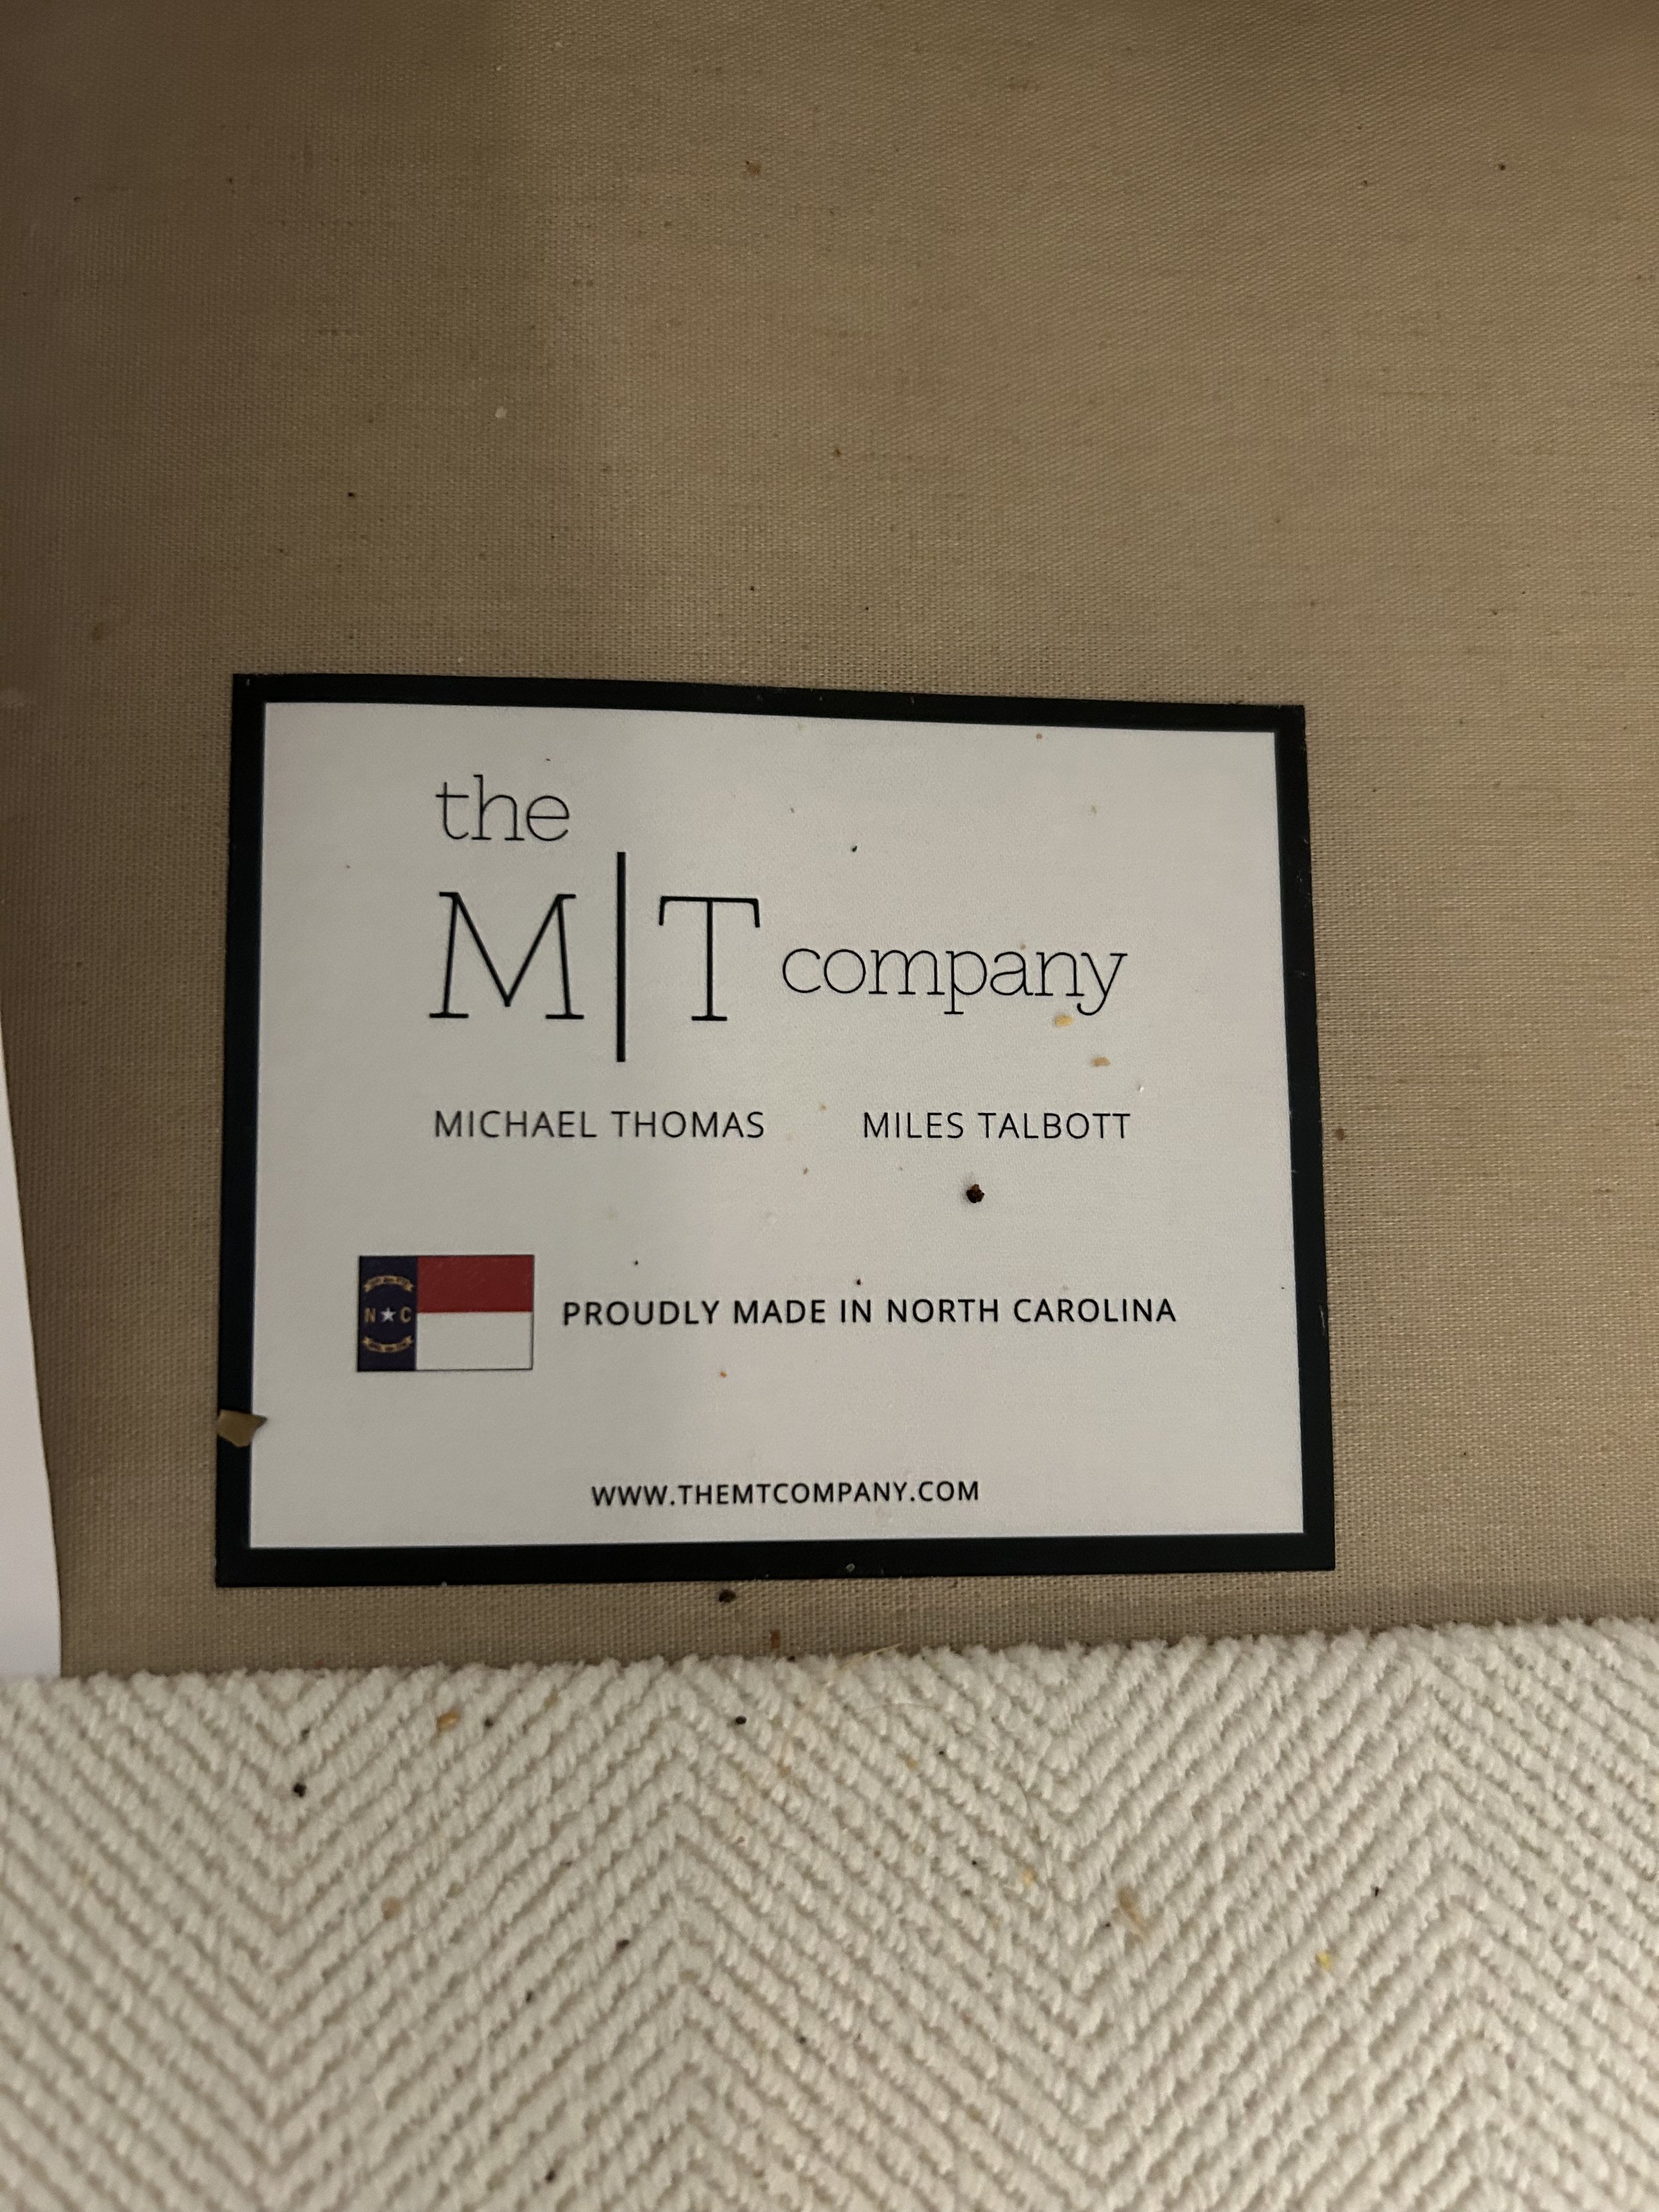 the
M|T company
MICHAEL THOMAS MILES TALBOTT
N★C
PROUDLY MADE IN NORTH CAROLINA
WWW.THEMTCOMPANY.COM